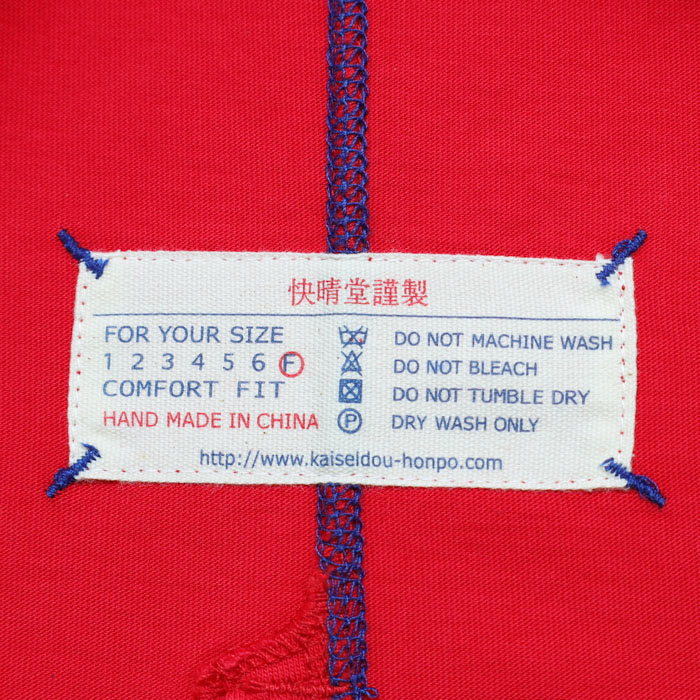 快晴堂謹製
FOR YOUR SIZE
1 2 3 4 5 6 F
COMFORT FIT
HAND MADE IN CHINA
DO NOT MACHINE WASH
DO NOT BLEACH
DO NOT TUMBLE DRY
P DRY WASH ONLY
http://www.kaiseidou-honpo.com